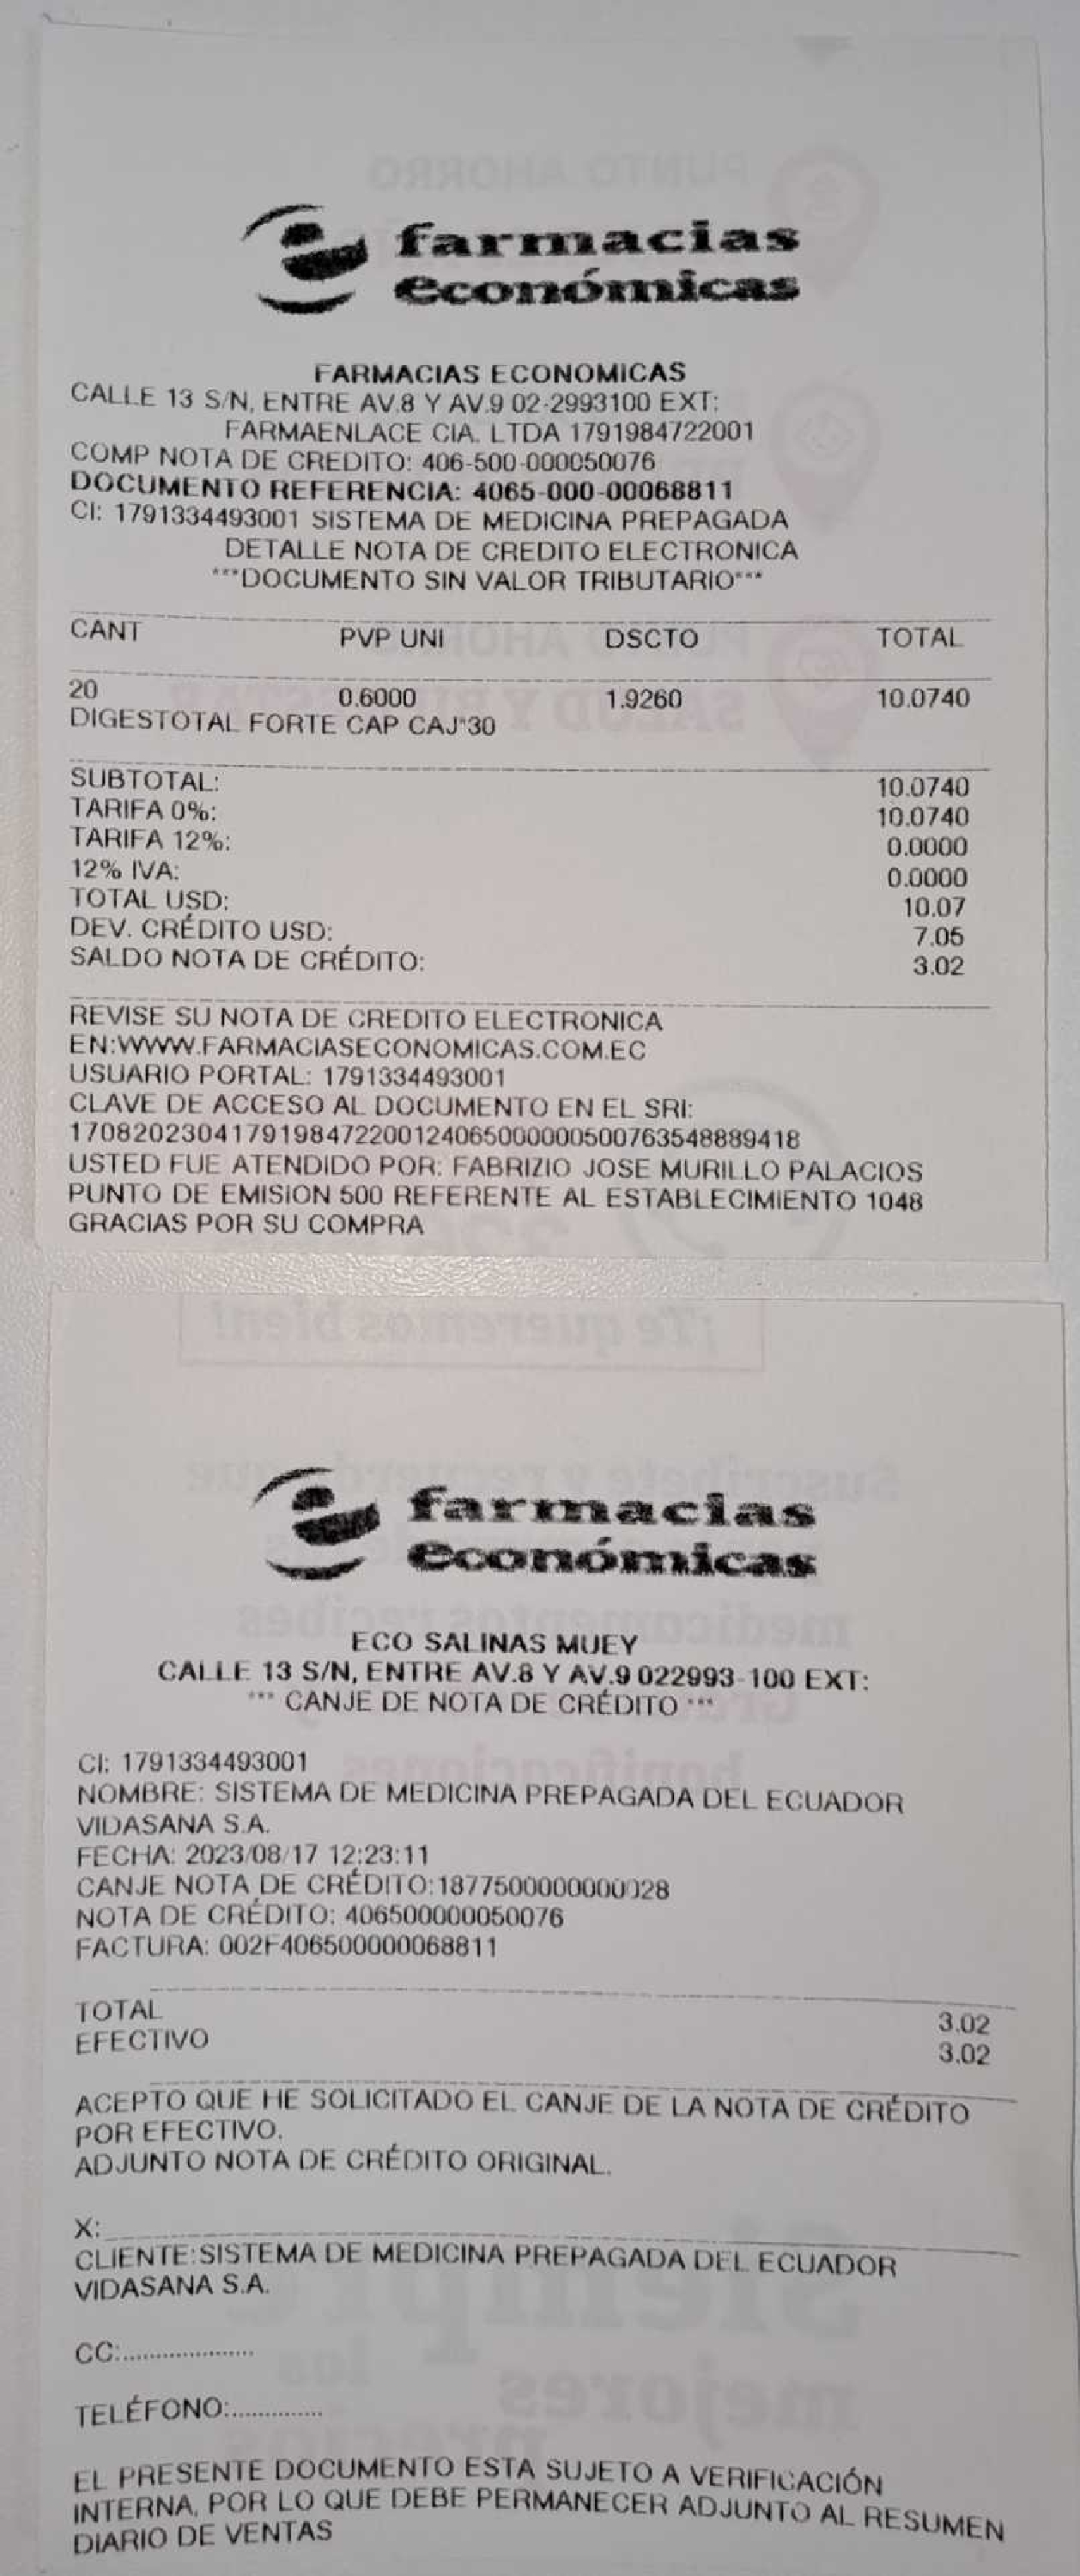 farmacias
económicas
FARMACIAS ECONOMICAS
CALLE 13 S/N, ENTRE AV.8 Y AV.9 02-2993100 EXT:
FARMAENLACE CIA. LTDA 1791984722001
COMP NOTA DE CREDITO: 406-500-000050076
DOCUMENTO REFERENCIA: 4065-000-00068811
CI: 1791334493001 SISTEMA DE MEDICINA PREPAGADA
DETALLE NOTA DE CREDITO ELECTRONICA
***DOCUMENTO SIN VALOR TRIBUTARIO***
CANT PVP UNI DSCTO TOTAL
20 0.6000 1.9260 10.0740
DIGESTOTAL FORTE CAP CAJ*30
SUBTOTAL: 10.0740
TARIFA 0%: 10.0740
TARIFA 12%: 0.0000
12% IVA: 0.0000
TOTAL USD: 10.07
DEV. CRÉDITO USD: 7.05
SALDO NOTA DE CRÉDITO: 3.02
REVISE SU NOTA DE CREDITO ELECTRONICA
EN:WWW.FARMACIASECONOMICAS.COM.EC
USUARIO PORTAL: 1791334493001
CLAVE DE ACCESO AL DOCUMENTO EN EL SRI:
1708202304179198472200124065000000500763548889418
USTED FUE ATENDIDO POR: FABRIZIO JOSE MURILLO PALACIOS
PUNTO DE EMISION 500 REFERENTE AL ESTABLECIMIENTO 1048
GRACIAS POR SU COMPRA
farmacias
económicas
ECO SALINAS MUEY
CALLE 13 S/N, ENTRE AV.8 Y AV.9 022993-100 EXT:
*** CANJE DE NOTA DE CRÉDITO ***
CI: 1791334493001
NOMBRE: SISTEMA DE MEDICINA PREPAGADA DEL ECUADOR
VIDASANA S.A.
FECHA: 2023/08/17 12:23:11
CANJE NOTA DE CRÉDITO:1877500000000028
NOTA DE CRÉDITO: 406500000050076
FACTURA: 002F406500000068811
TOTAL 3.02
EFECTIVO 3.02
ACEPTO QUE HE SOLICITADO EL CANJE DE LA NOTA DE CRÉDITO
POR EFECTIVO.
ADJUNTO NOTA DE CRÉDITO ORIGINAL.
X:
CLIENTE:SISTEMA DE MEDICINA PREPAGADA DEL ECUADOR
VIDASANA S.A.
CC:.....................
TELÉFONO:..............
EL PRESENTE DOCUMENTO ESTA SUJETO A VERIFICACIÓN
INTERNA, POR LO QUE DEBE PERMANECER ADJUNTO AL RESUMEN
DIARIO DE VENTAS